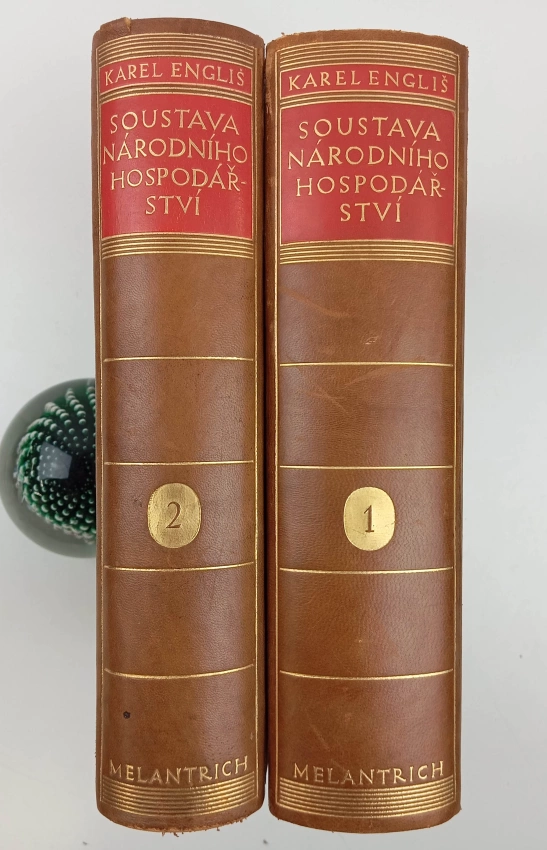 KAREL ENGLIŠ
SOUSTAVA
NÁRODNÍHO
HOSPODÁŘ-
STVÍ
2
MELANTRICH
KAREL ENGLIŠ
SOUSTAVA
NÁRODNÍHO
HOSPODÁŘ-
STVÍ
1
MELANTRICH